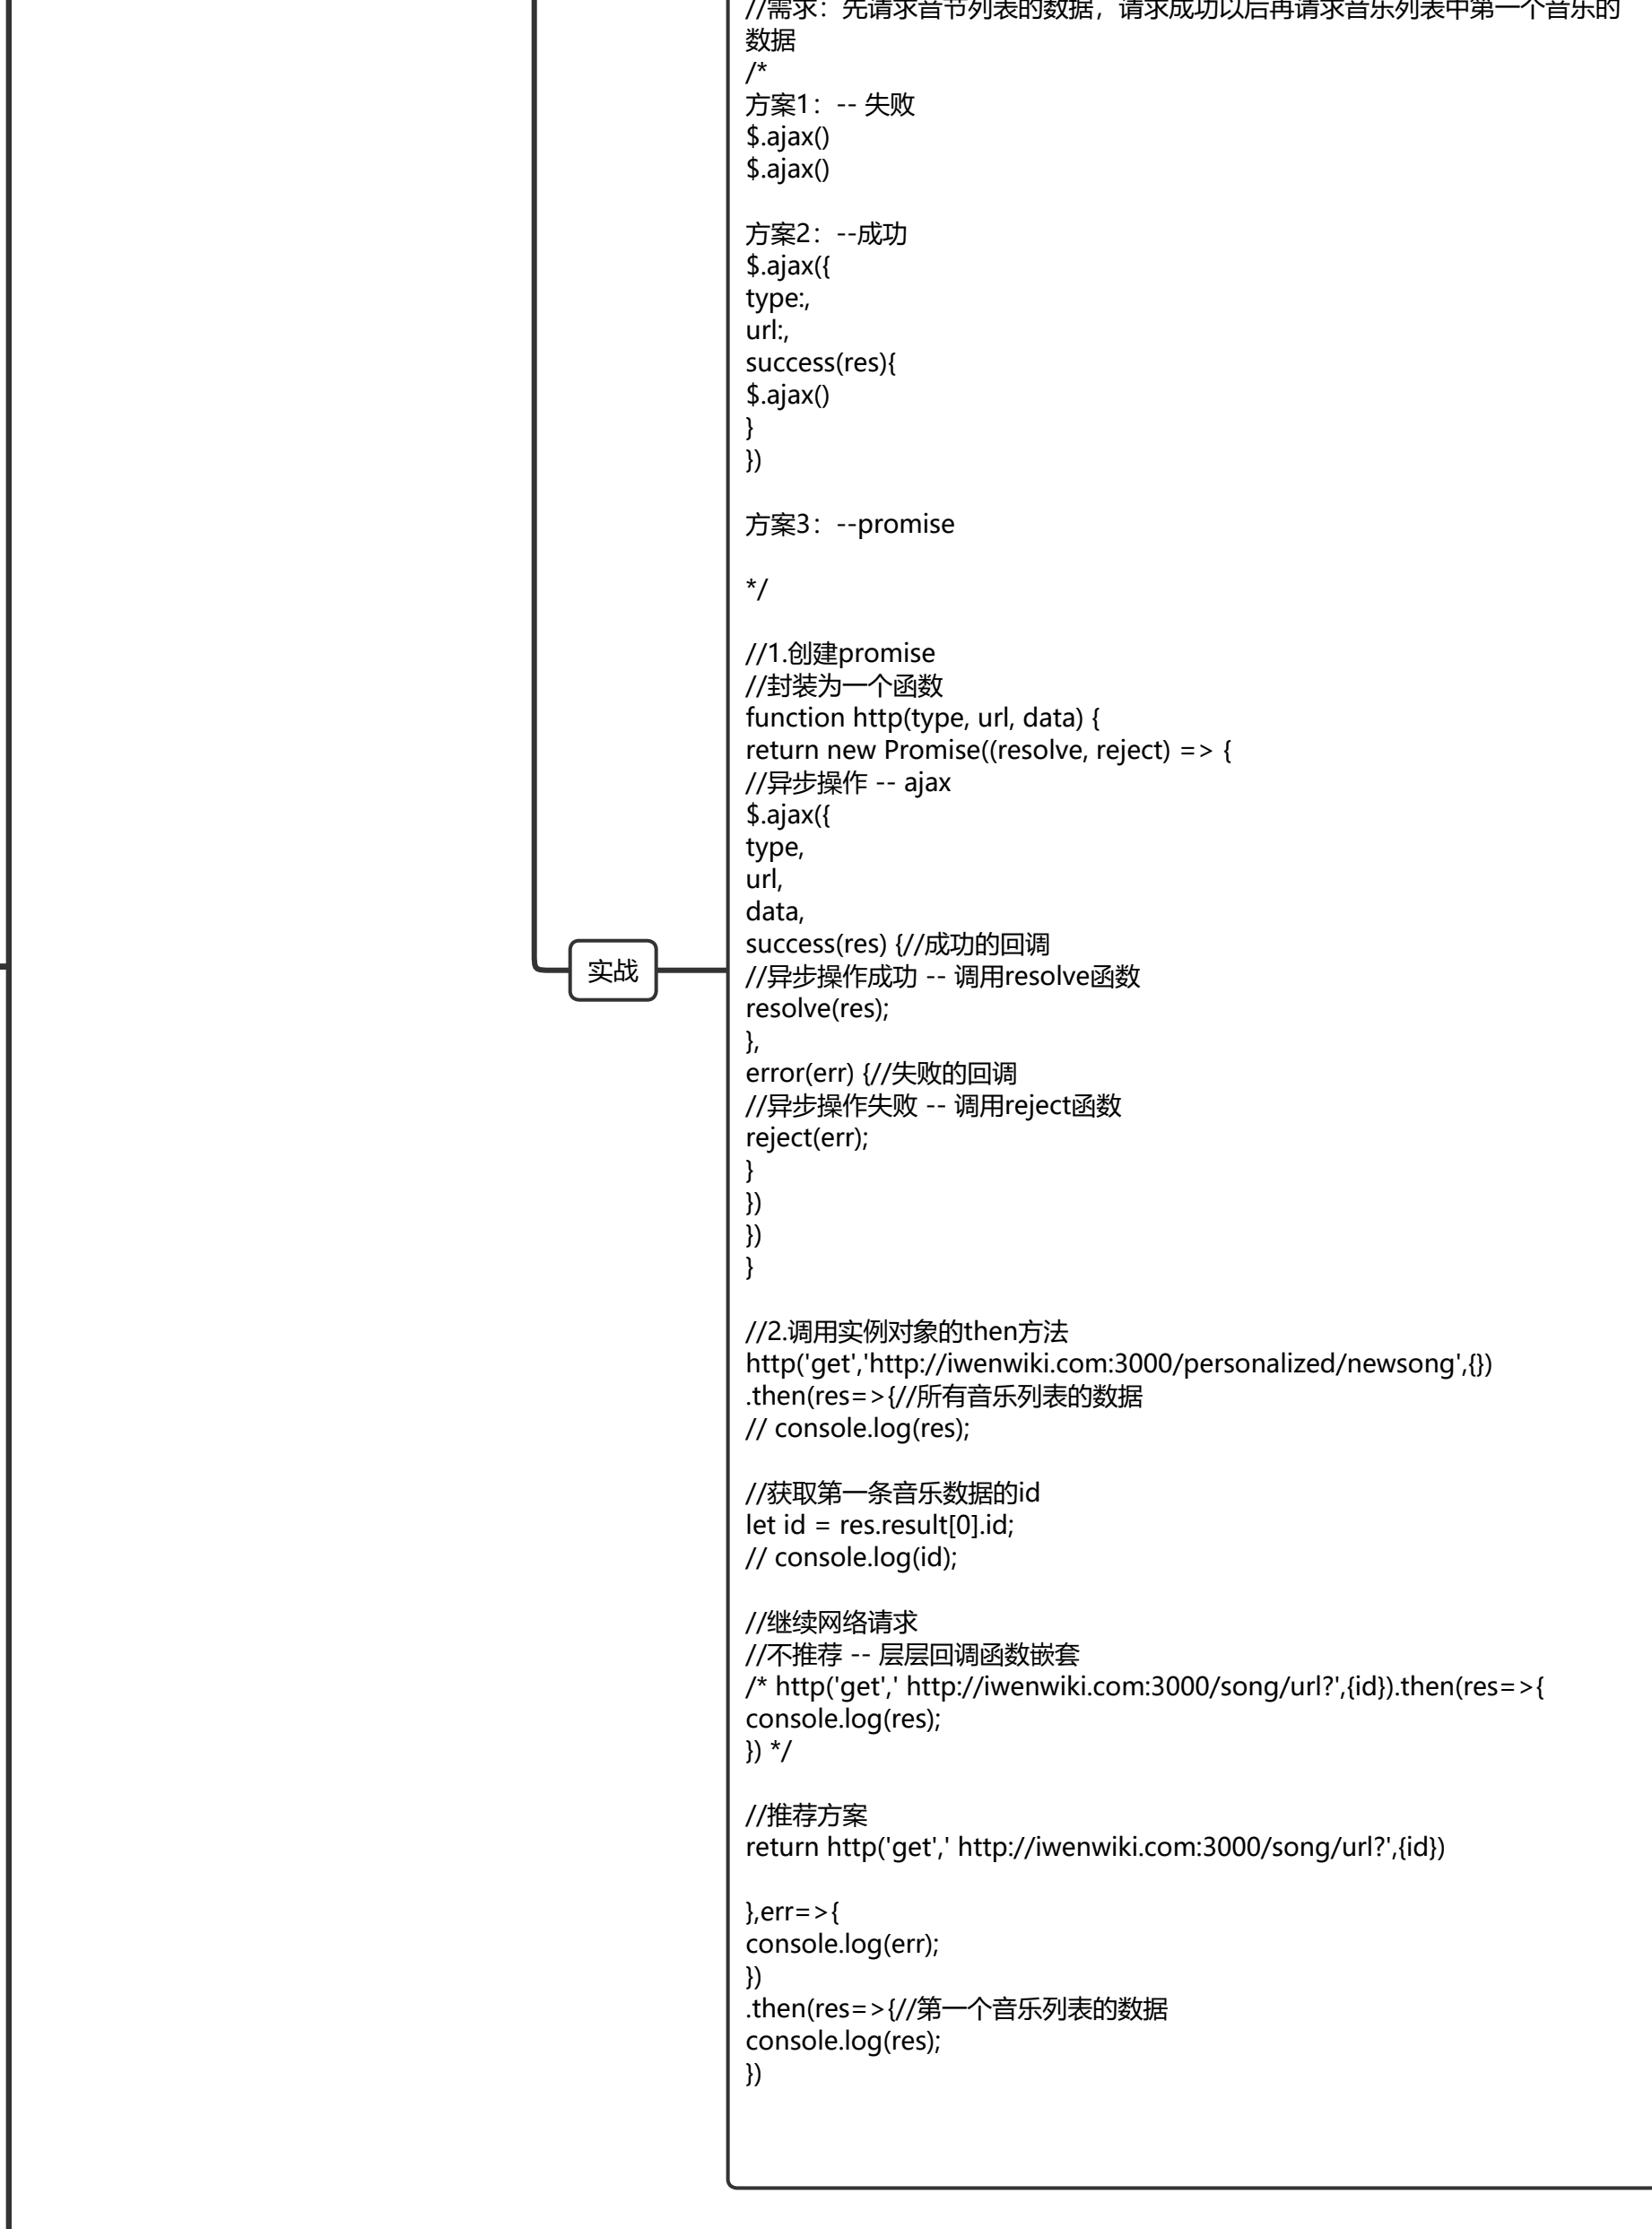 //需求：先请求音节列表的数据，请求成功以后再请求音乐列表中第一个音乐的
数据
/*
方案1：-- 失败
$.ajax()
$.ajax()
方案2：--成功
$.ajax({
type:,
url:,
success(res){
$.ajax()
}
})
方案3：--promise
*/
//1.创建promise
//封装为一个函数
function http(type, url, data) {
return new Promise((resolve, reject) => {
//异步操作 -- ajax
$.ajax({
type,
url,
data,
success(res) {//成功的回调
//异步操作成功 -- 调用resolve函数
resolve(res);
},
error(err) {//失败的回调
//异步操作失败 -- 调用reject函数
reject(err);
}
})
})
}
实战
//2.调用实例对象的then方法
http('get','http://iwenwiki.com:3000/personalized/newsong',{})
.then(res=>{//所有音乐列表的数据
// console.log(res);
//获取第一条音乐数据的id
let id = res.result[0].id;
// console.log(id);
//继续网络请求
//不推荐 -- 层层回调函数嵌套
/* http('get',' http://iwenwiki.com:3000/song/url?',{id}).then(res=>{
console.log(res);
}) */
//推荐方案
return http('get',' http://iwenwiki.com:3000/song/url?',{id})
},err=>{
console.log(err);
})
.then(res=>{//第一个音乐列表的数据
console.log(res);
})